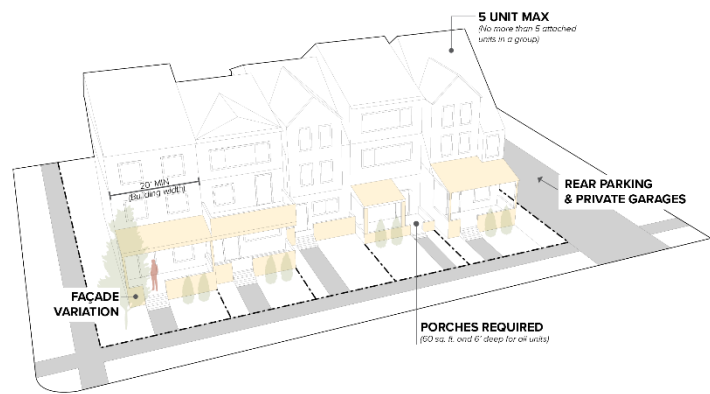 5 UNIT MAX
(No more than 5 attached
units in a group)
20' MIN
(Building width)
REAR PARKING
& PRIVATE GARAGES
FAÇADE
VARIATION
PORCHES REQUIRED
(60 sq. ft. and 6' deep for all units)